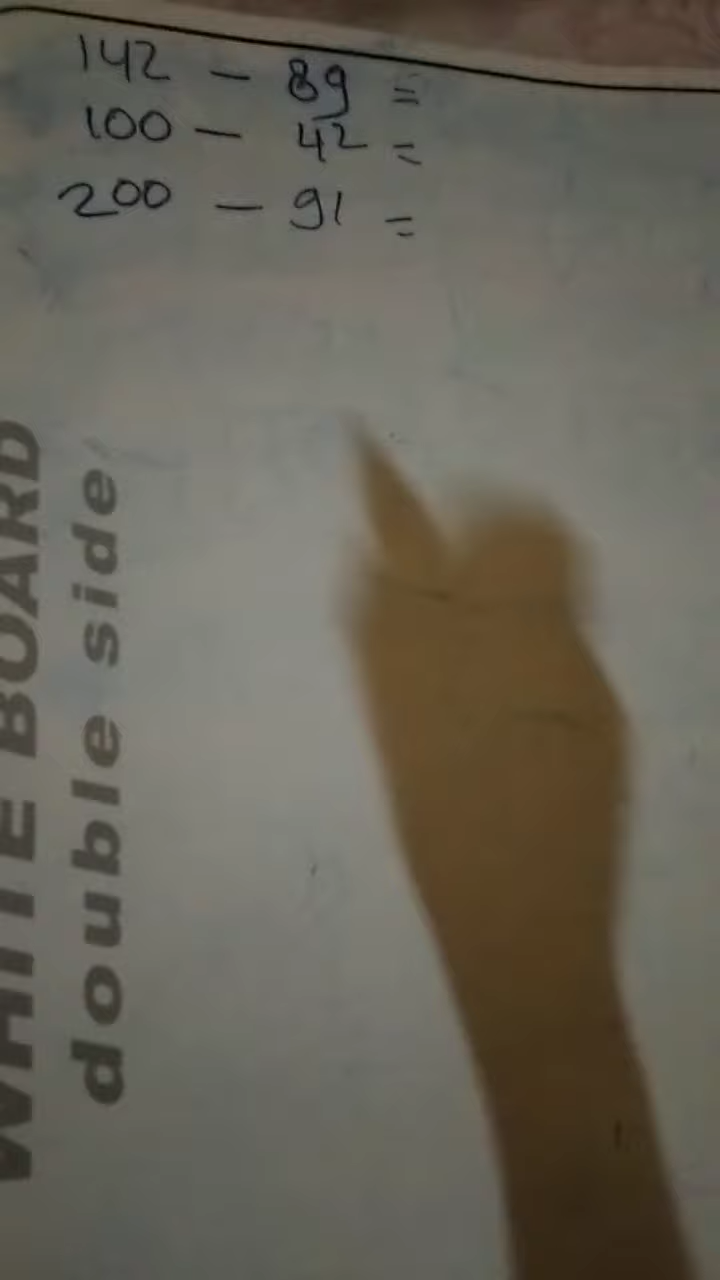 142 - 89 =
100 - 42 =
200 - 91 =
WHITE BOARD
double side